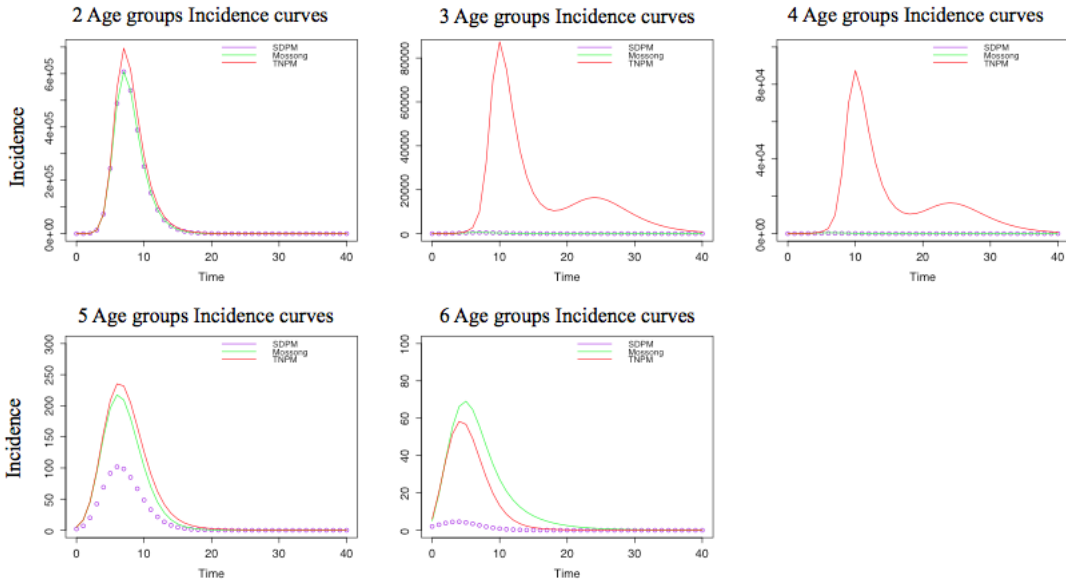 2 Age groups Incidence curves
3 Age groups Incidence curves
4 Age groups Incidence curves
Incidence
0e+00 2e+05 4e+05 6e+05
SDPM
Mossong
TNPM
0 10 20 30 40
Time
0 20000 40000 60000 80000
SDPM
Mossong
TNPM
0 10 20 30 40
Time
0e+00 4e+04 8e+04
SDPM
Mossong
TNPM
0 10 20 30 40
Time
5 Age groups Incidence curves
6 Age groups Incidence curves
Incidence
0 50 100 150 200 250 300
SDPM
Mossong
TNPM
0 10 20 30 40
Time
0 20 40 60 80 100
SDPM
Mossong
TNPM
0 10 20 30 40
Time